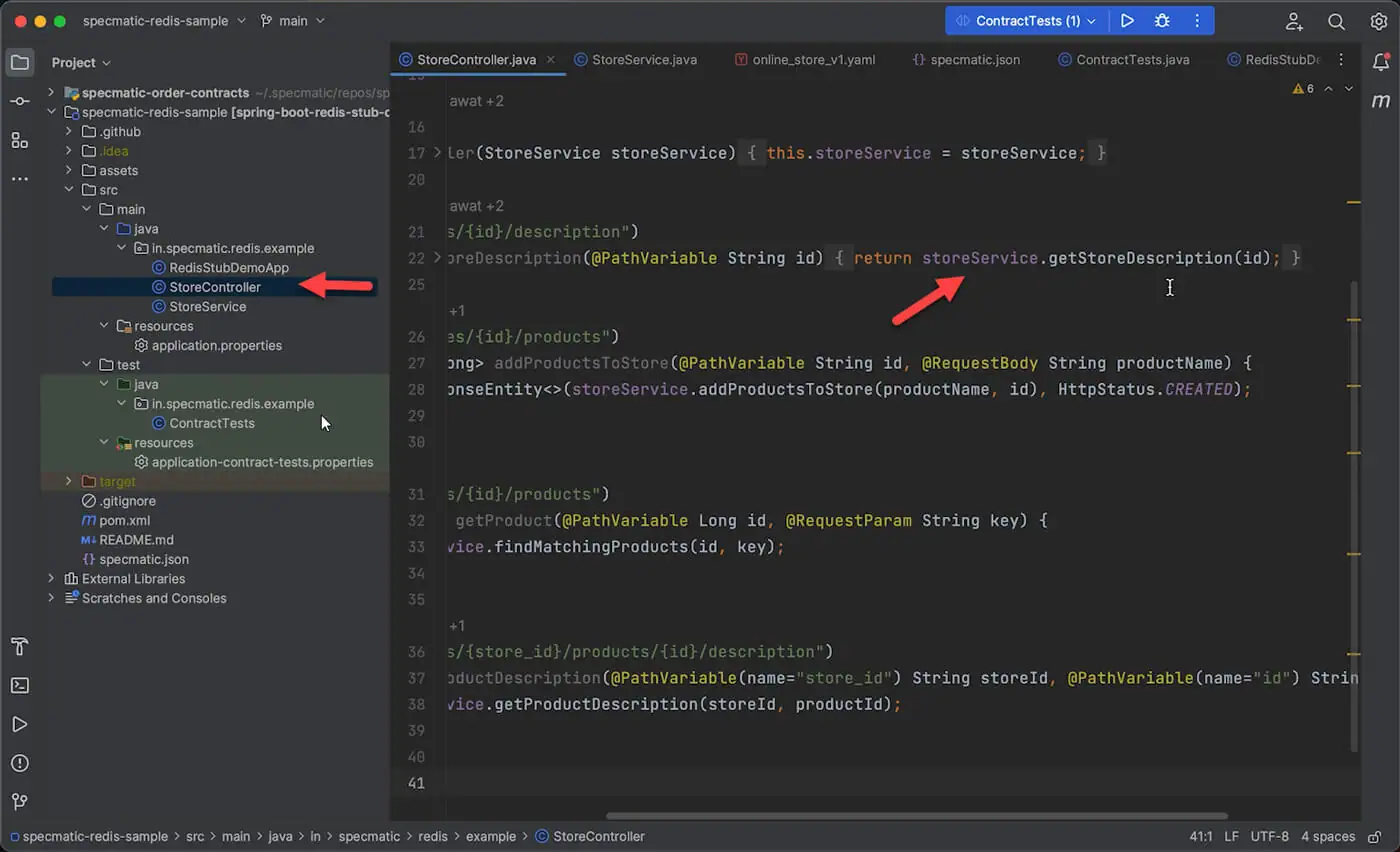 specmatic-redis-sample main ContractTests (1)
Project
specmatic-order-contracts ~/.specmatic/repos/sp
specmatic-redis-sample [spring-boot-redis-stub-d
.github
.idea
assets
src
main
java
in.specmatic.redis.example
RedisStubDemoApp
StoreController
StoreService
resources
application.properties
test
java
in.specmatic.redis.example
ContractTests
resources
application-contract-tests.properties
target
.gitignore
pom.xml
README.md
specmatic.json
External Libraries
Scratches and Consoles
StoreController.java StoreService.java online_store_v1.yaml specmatic.json ContractTests.java RedisStubDe
6
awat +2
16
17 ler(StoreService storeService) { this.storeService = storeService; }
20
awat +2
21 s/{id}/description")
22 oreDescription(@PathVariable String id) { return storeService.getStoreDescription(id); }
25
+1
26 es/{id}/products")
27 ong> addProductsToStore(@PathVariable String id, @RequestBody String productName) {
28 onseEntity<>(storeService.addProductsToStore(productName, id), HttpStatus.CREATED);
29
30
31 s/{id}/products")
32 getProduct(@PathVariable Long id, @RequestParam String key) {
33 vice.findMatchingProducts(id, key);
34
35
+1
36 s/{store_id}/products/{id}/description")
37 oductDescription(@PathVariable(name="store_id") String storeId, @PathVariable(name="id") Strin
38 vice.getProductDescription(storeId, productId);
39
40
41
specmatic-redis-sample > src > main > java > in > specmatic > redis > example > StoreController 41:1 LF UTF-8 4 spaces